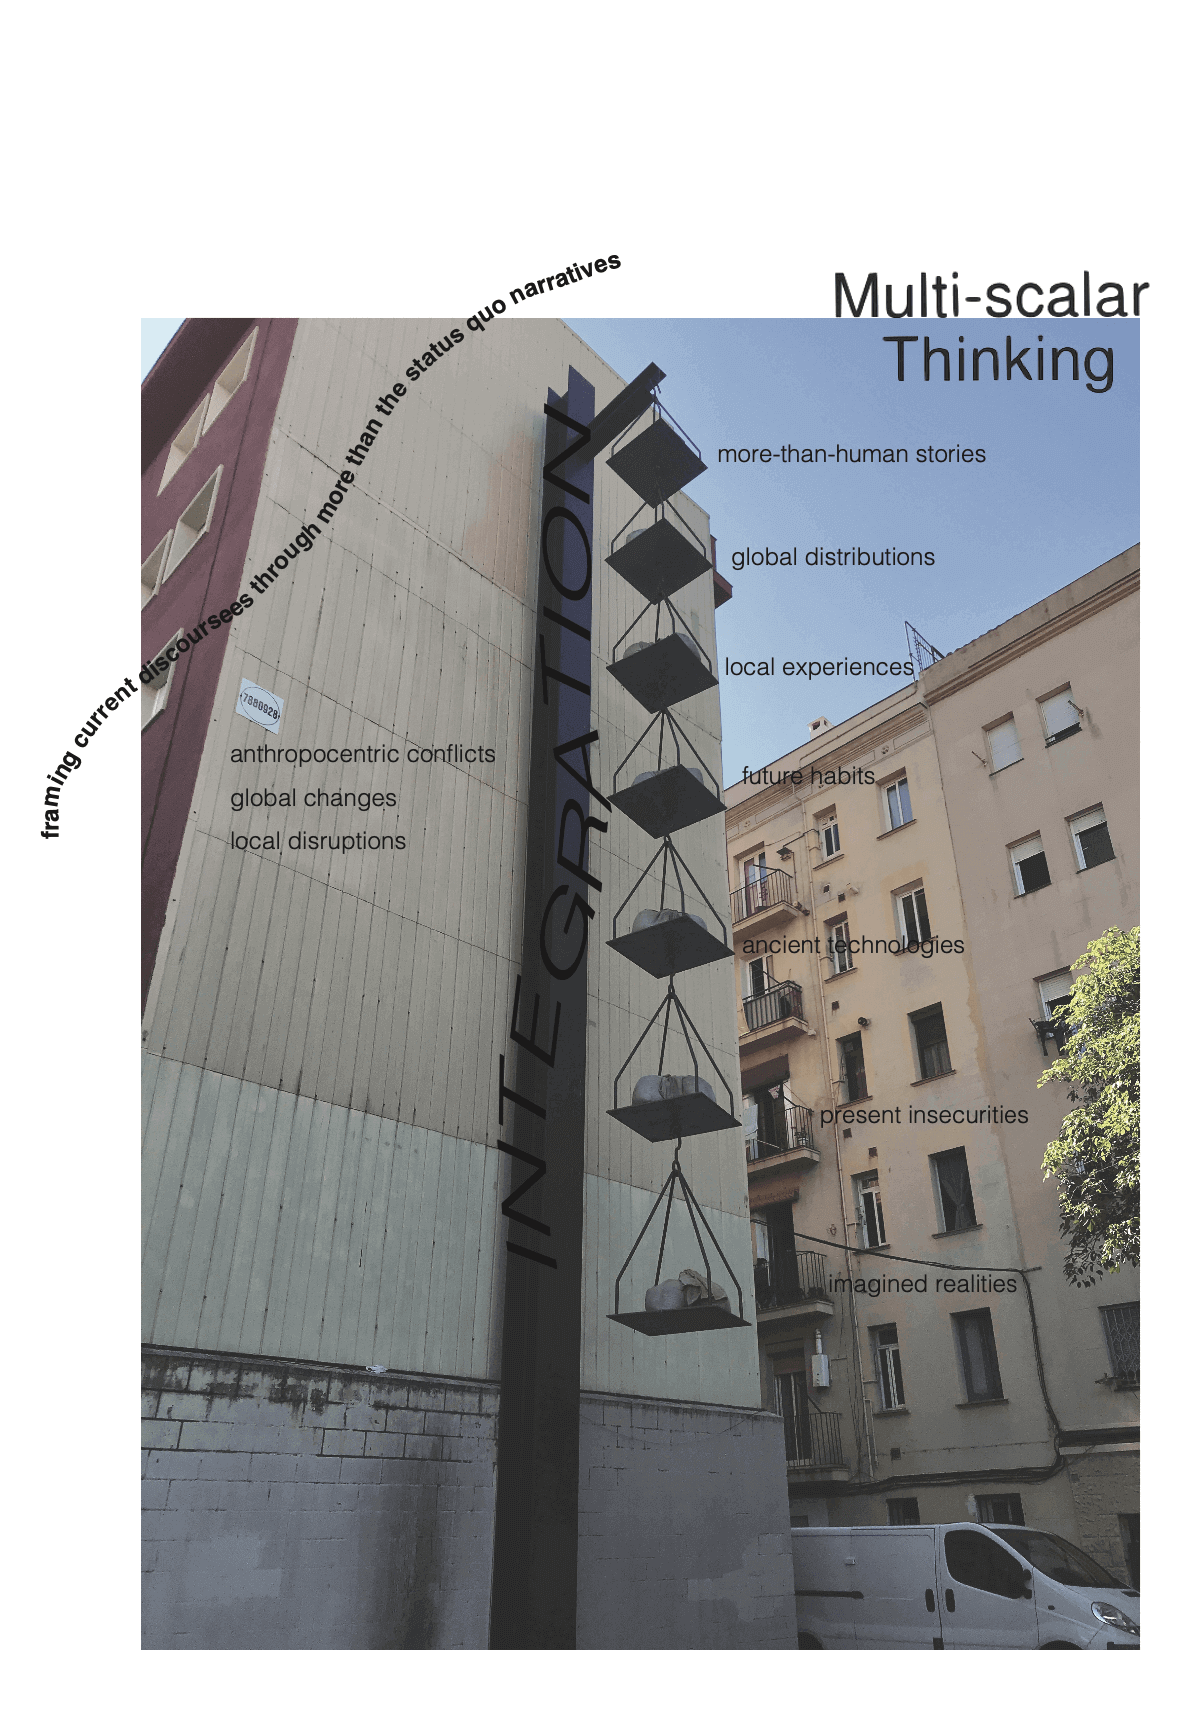 framing current discoursees through more than the status quo narratives
Multi-scalar
Thinking
more-than-human stories
global distributions
local experiences
future habits
ancient technologies
present insecurities
imagined realities
7880928
anthropocentric conflicts
global changes
local disruptions
INTEGRATION